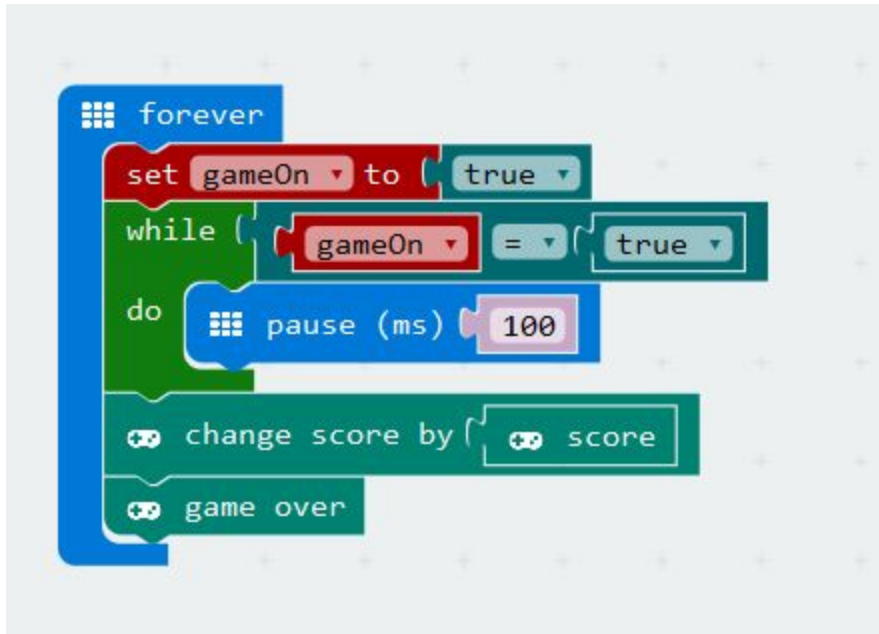 forever
set gameOn to true
while gameOn = true
do pause (ms) 100
change score by score
game over